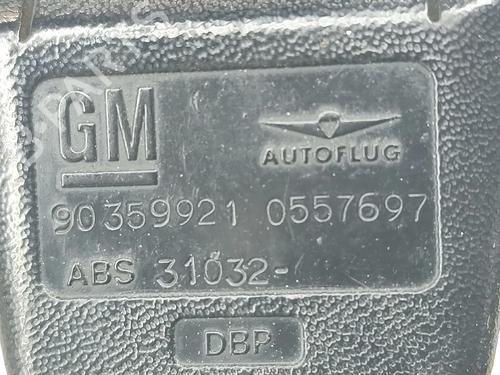 GM
AUTOFLUG
90359921 0557697
ABS 31032-
DBP